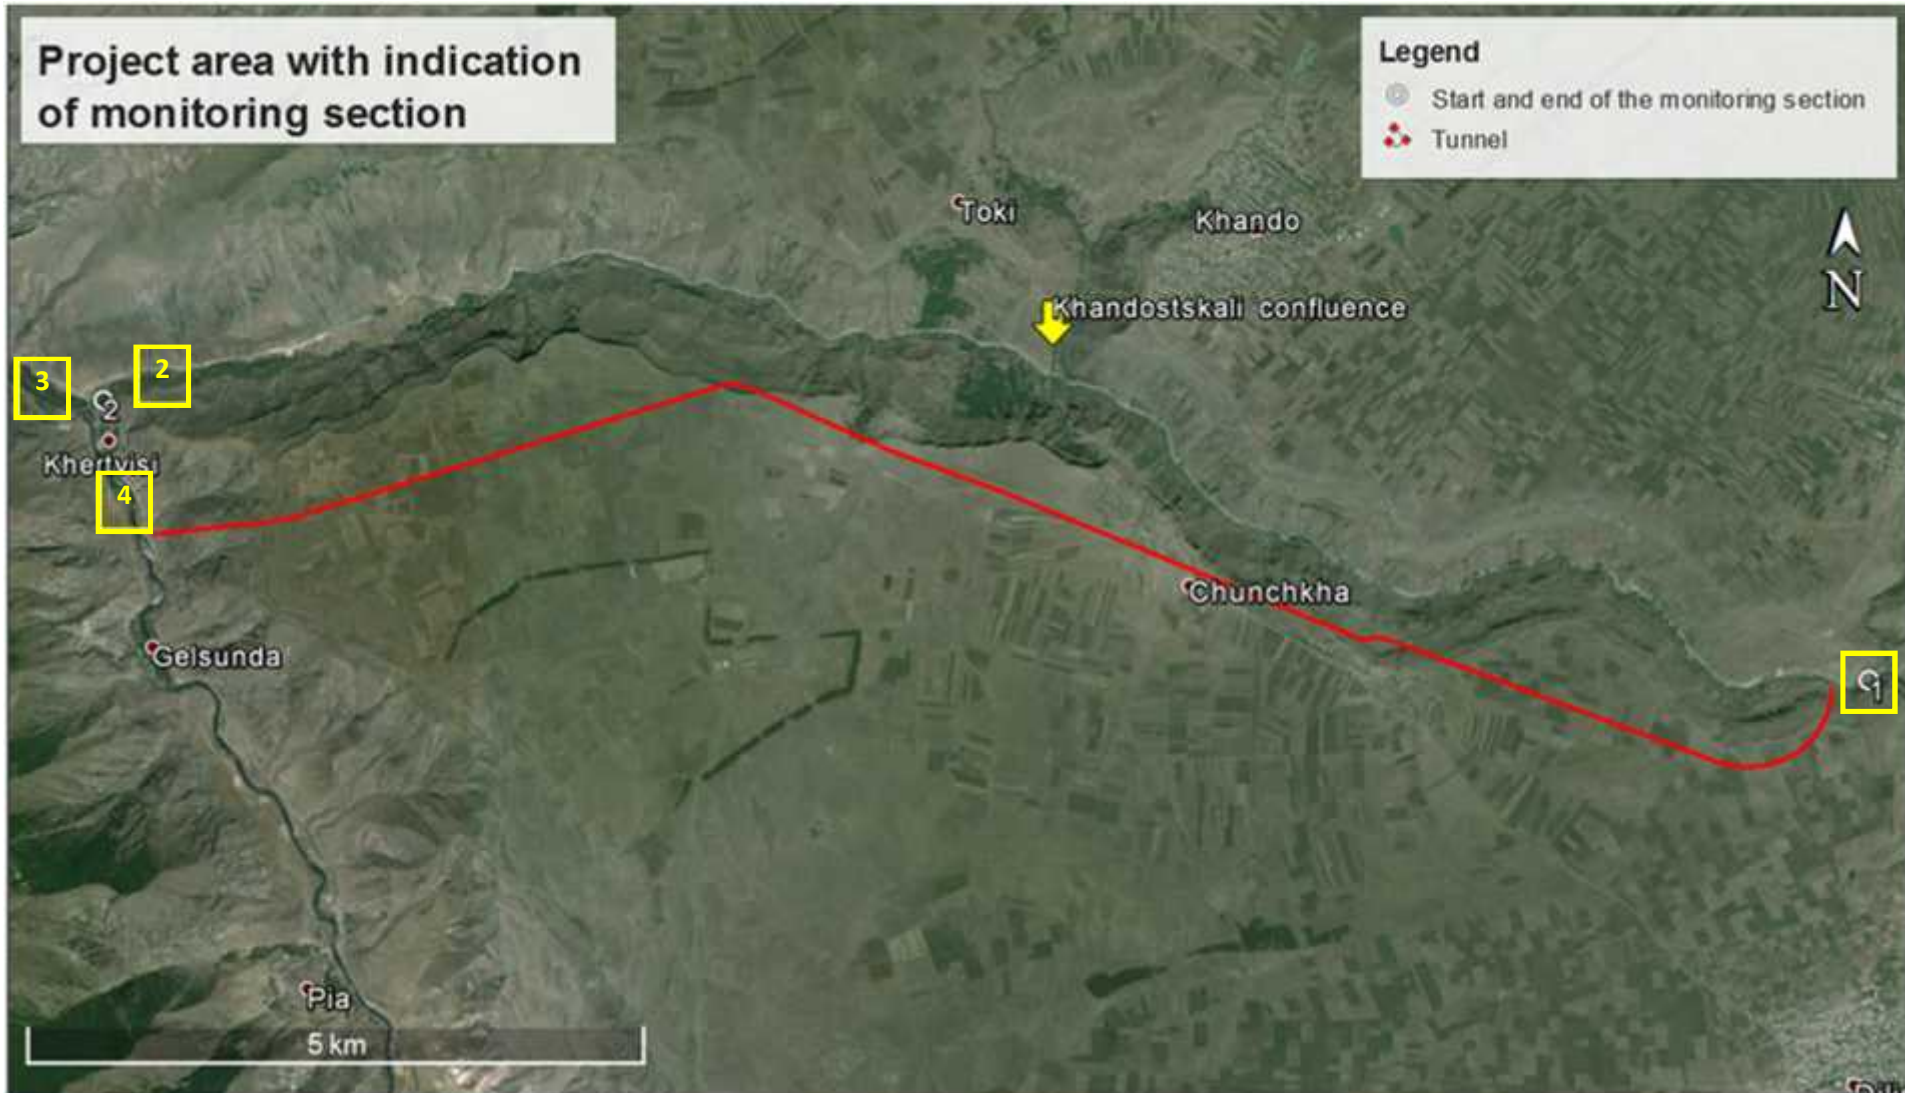 Project area with indication
of monitoring section
Legend
Start and end of the monitoring section
Tunnel
Toki
Khando
N
Khandostskali confluence
3
2
2
Khertvisi
4
Chunchkha
Gelsunda
1
Pia
5 km